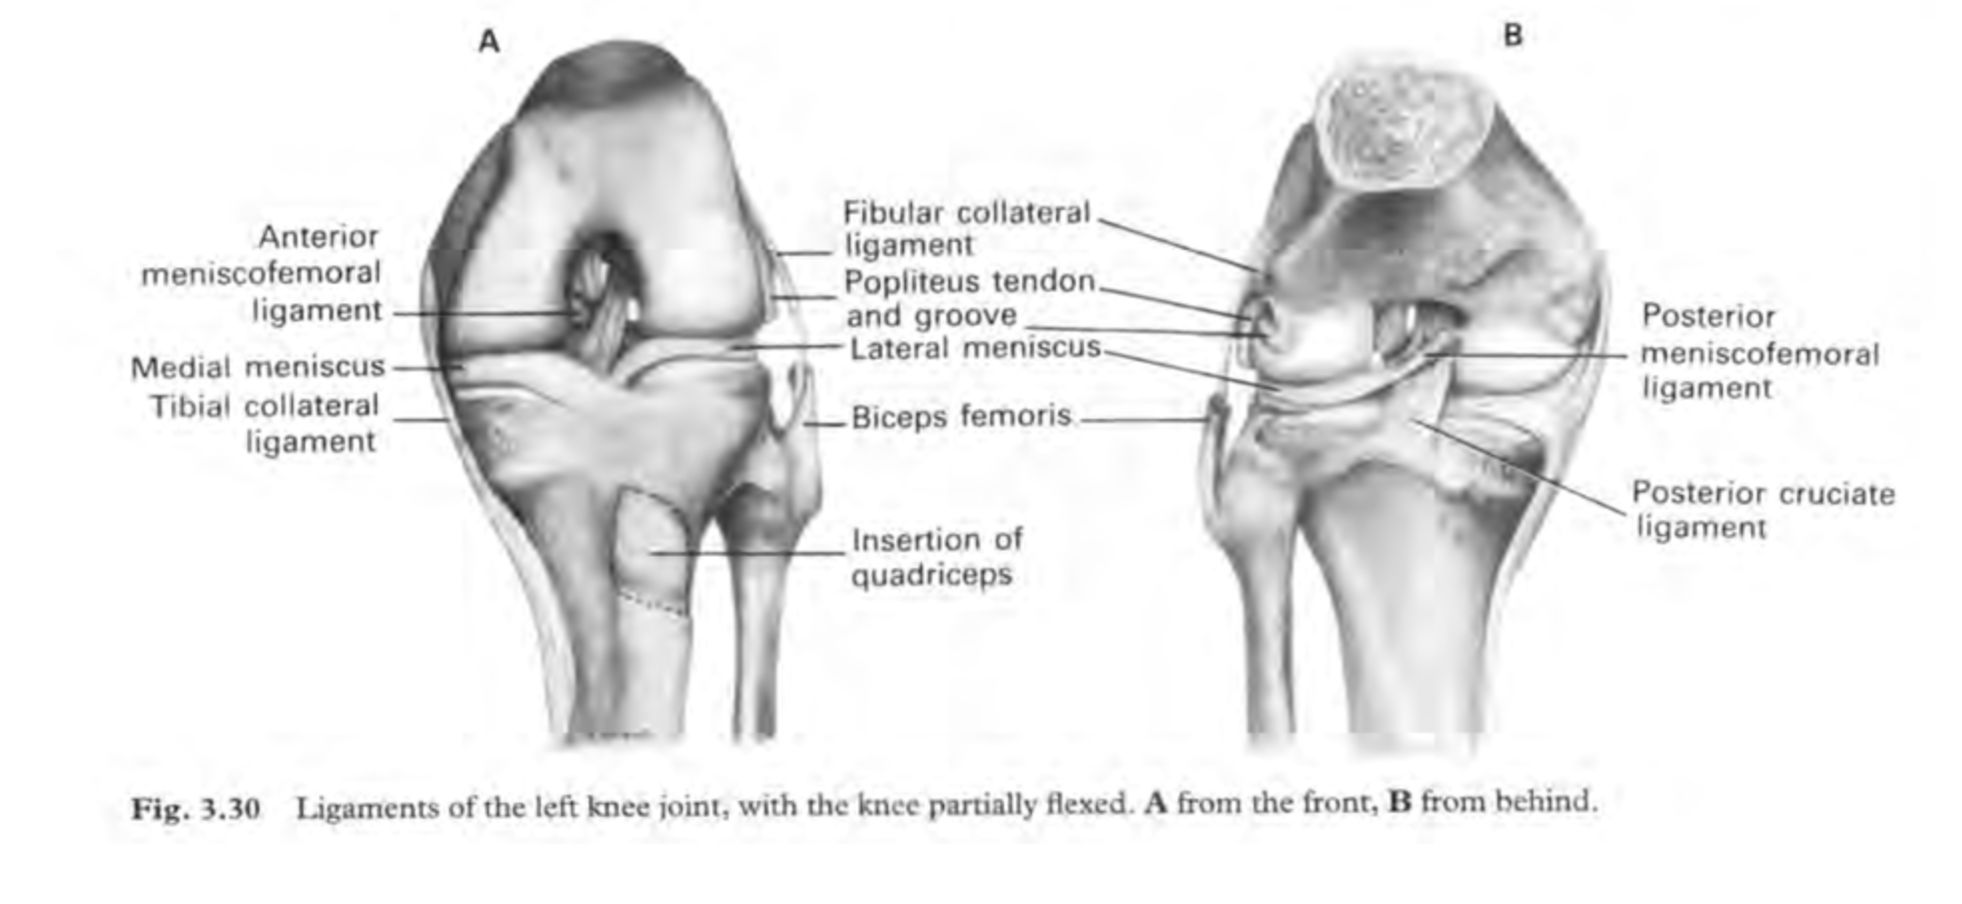 A
B
Anterior
meniscofemoral
ligament
Medial meniscus
Tibial collateral
ligament
Fibular collateral
ligament
Popliteus tendon
and groove
Lateral meniscus
Biceps femoris
Insertion of
quadriceps
Posterior
meniscofemoral
ligament
Posterior cruciate
ligament
Fig. 3.30 Ligaments of the left knee joint, with the knee partially flexed. A from the front, B from behind.